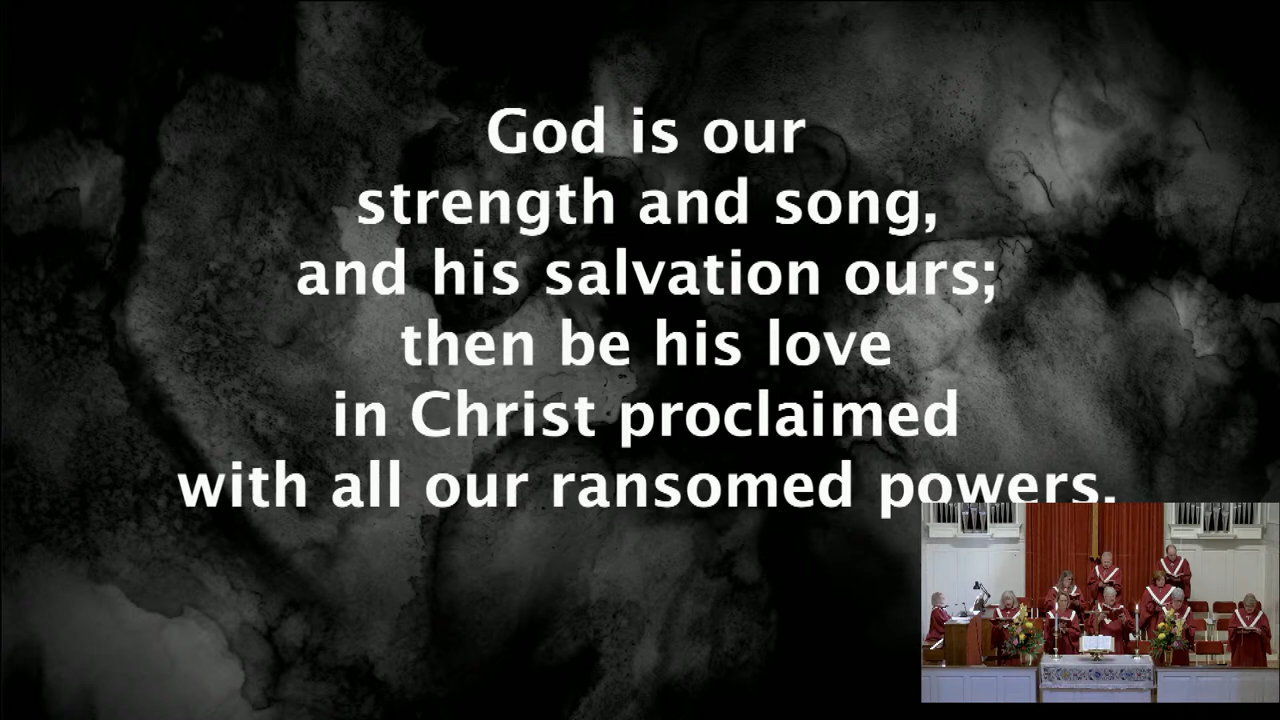 God is our
strength and song,
and his salvation ours;
then be his love
in Christ proclaimed
with all our ransomed powers.